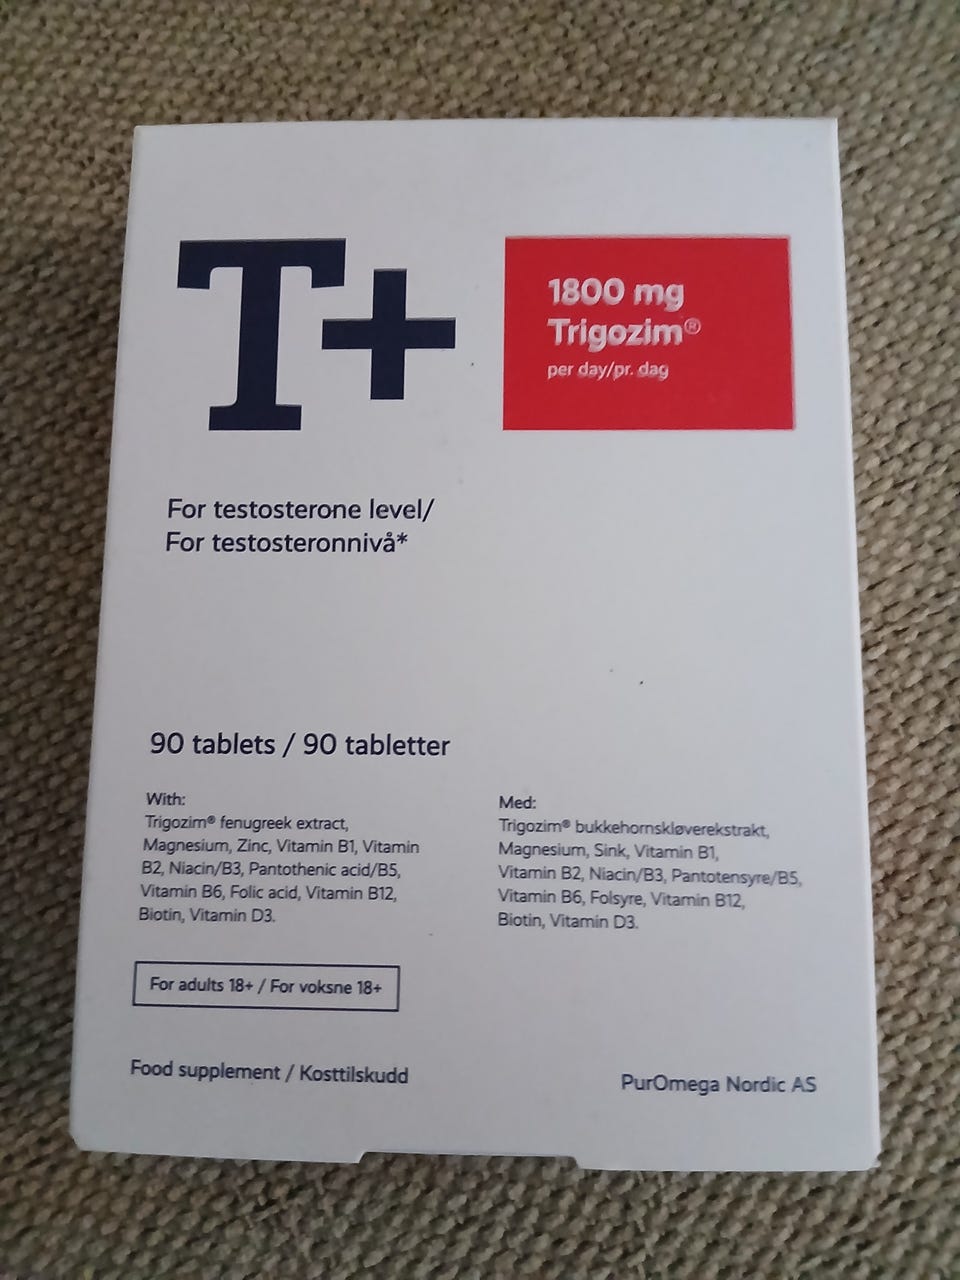 T+
1800 mg
Trigozim®
per day/pr. dag
For testosterone level/
For testosteronnivå*
90 tablets / 90 tabletter
With:
Trigozim® fenugreek extract,
Magnesium, Zinc, Vitamin B1, Vitamin
B2, Niacin/B3, Pantothenic acid/B5,
Vitamin B6, Folic acid, Vitamin B12,
Biotin, Vitamin D3.
Med:
Trigozim® bukkehornskløverekstrakt,
Magnesium, Sink, Vitamin B1,
Vitamin B2, Niacin/B3, Pantotensyre/B5,
Vitamin B6, Folsyre, Vitamin B12,
Biotin, Vitamin D3.
For adults 18+ / For voksne 18+
Food supplement / Kosttilskudd
PurOmega Nordic AS